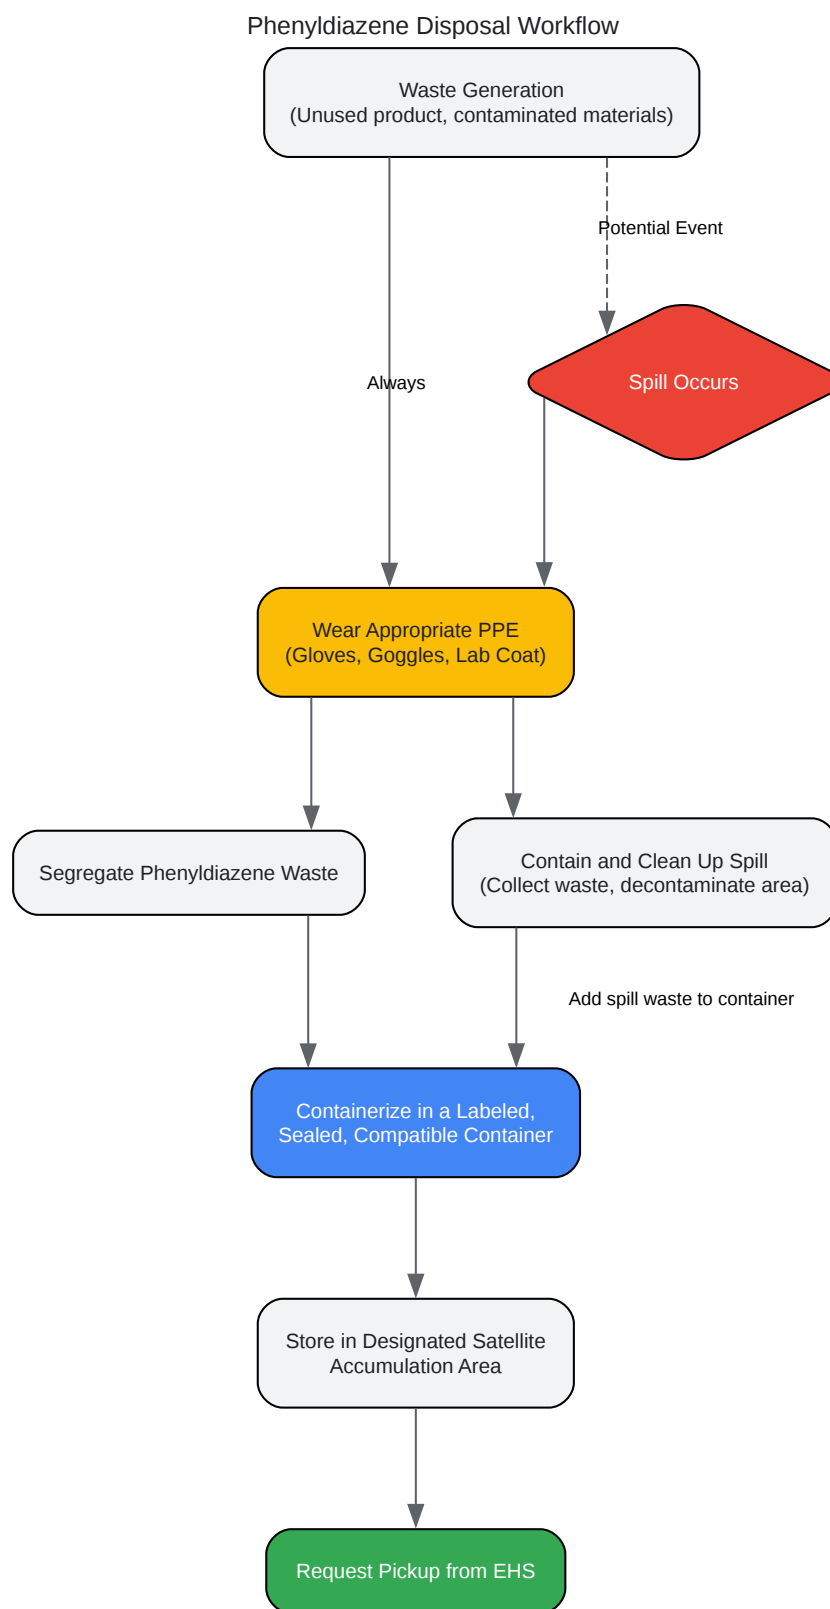 Phenyldiazene Disposal Workflow
Waste Generation
(Unused product, contaminated materials)
Potential Event
Always
Spill Occurs
Wear Appropriate PPE
(Gloves, Goggles, Lab Coat)
Segregate Phenyldiazene Waste
Contain and Clean Up Spill
(Collect waste, decontaminate area)
Add spill waste to container
Containerize in a Labeled,
Sealed, Compatible Container
Store in Designated Satellite
Accumulation Area
Request Pickup from EHS